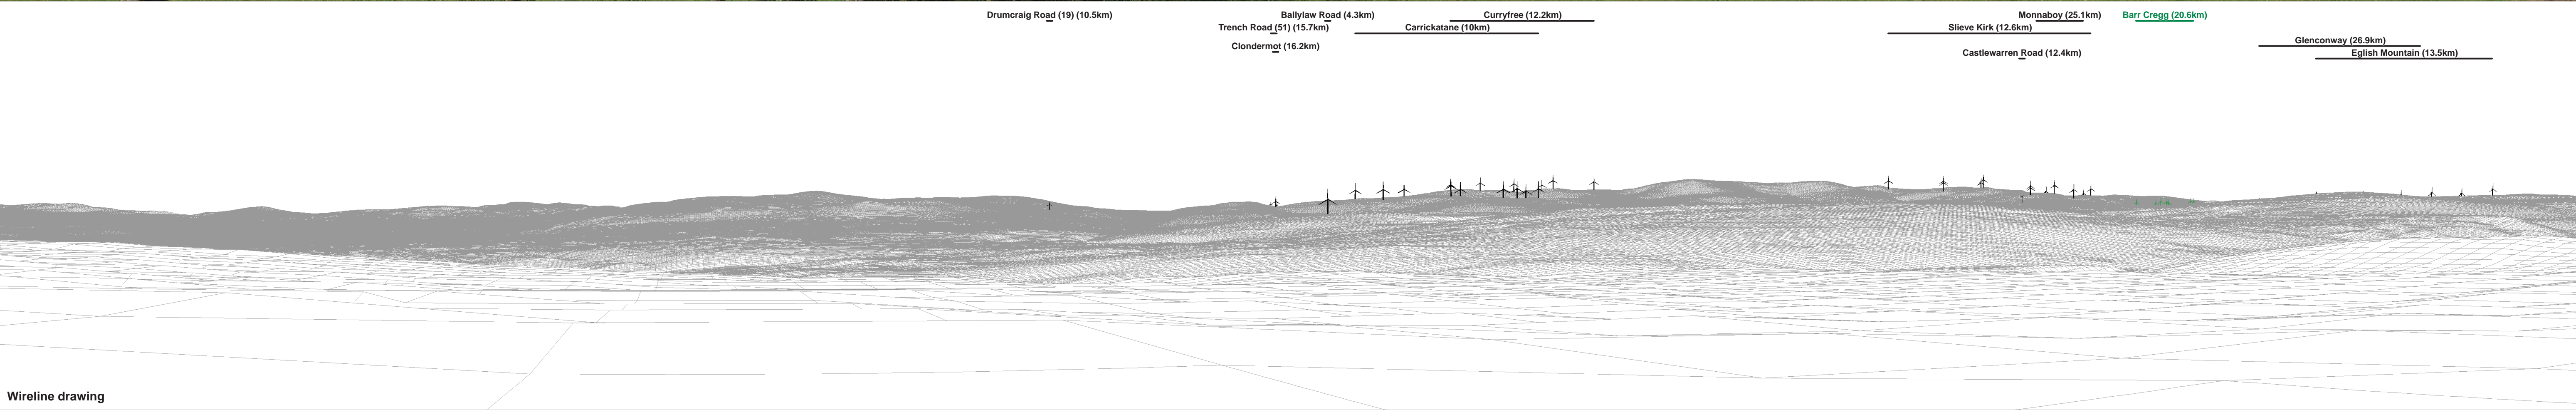 Drumcraig Road (19) (10.5km)
Ballylaw Road (4.3km)
Curryfree (12.2km)
Monnaboy (25.1km)
Barr Cregg (20.6km)
Trench Road (51) (15.7km)
Carrickatane (10km)
Slieve Kirk (12.6km)
Glenconway (26.9km)
Clondermot (16.2km)
Castlewarren Road (12.4km)
Eglish Mountain (13.5km)
Wireline drawing